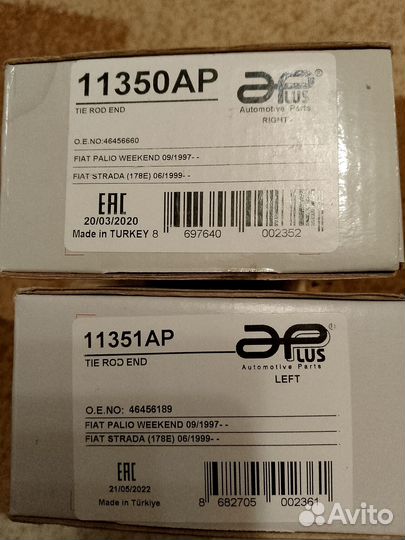 11350AP
aPLUS®
TIE ROD END
Automotive Parts
RIGHT
O.E.NO:46456660
FIAT PALIO WEEKEND 09/1997- -
FIAT STRADA (178E) 06/1999- -
EAC
20/03/2020
Made in TURKEY
8 697640 002352
11351AP
aPLUS®
TIE ROD END
Automotive Parts
LEFT
O.E.NO: 46456189
FIAT PALIO WEEKEND 09/1997- -
FIAT STRADA (178E) 06/1999- -
EAC
21/05/2022
Made in Türkiye
8 682705 002361
Avito